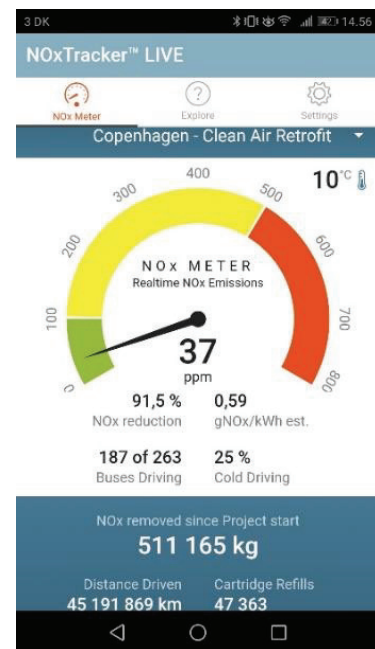 3 DK 42 14.56
NOxTracker™ LIVE
NOx Meter Explore Settings
Copenhagen - Clean Air Retrofit
10°C
0 100 200 300 400 500 600 700 800
NOx METER
Realtime NOx Emissions
37
ppm
91,5 % 0,59
NOx reduction gNOx/kWh est.
187 of 263 25 %
Buses Driving Cold Driving
NOx removed since Project start
511 165 kg
Distance Driven Cartridge Refills
45 191 869 km 47 363